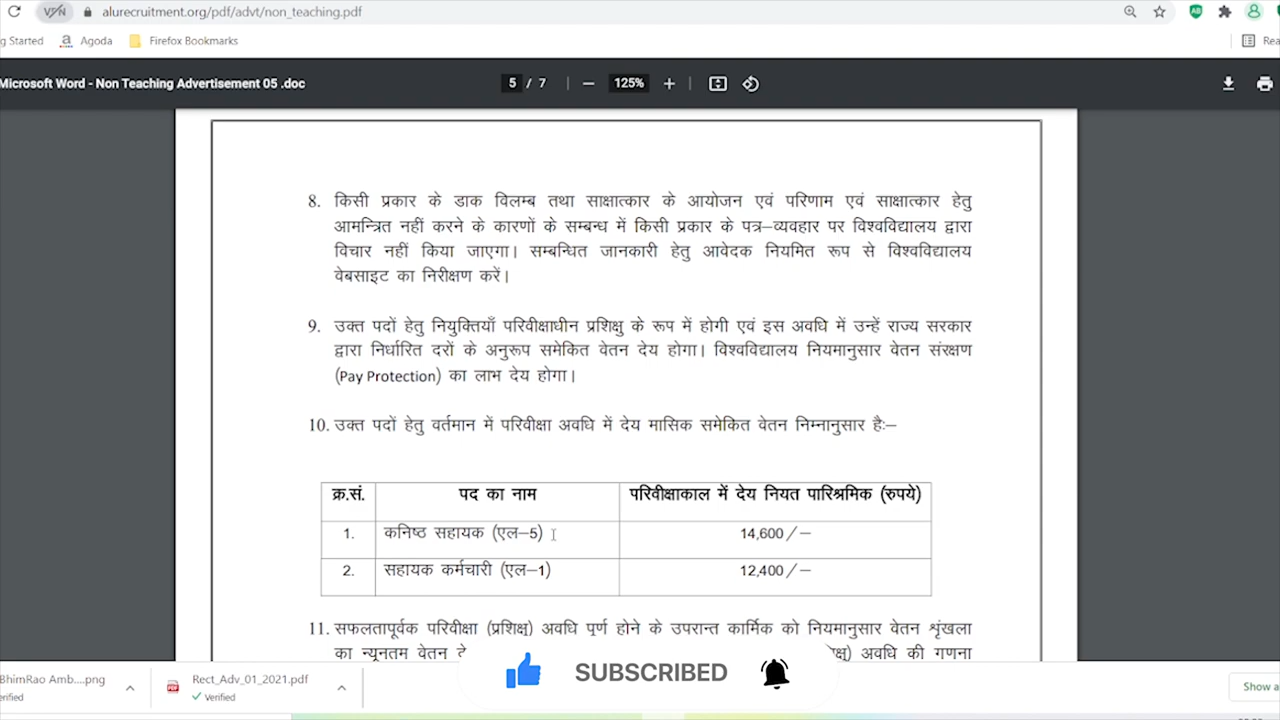 VPN alurecruitment.org/pdf/advt/non_teaching.pdf AB
g Started a Agoda Firefox Bookmarks Rea
Microsoft Word - Non Teaching Advertisement 05 .doc 5 / 7 125%
8. किसी प्रकार के डाक विलम्ब तथा साक्षात्कार के आयोजन एवं परिणाम एवं साक्षात्कार हेतु
आमन्त्रित नहीं करने के कारणों के सम्बन्ध में किसी प्रकार के पत्र–व्यवहार पर विश्वविद्यालय द्वारा
विचार नहीं किया जाएगा। सम्बन्धित जानकारी हेतु आवेदक नियमित रूप से विश्वविद्यालय
वेबसाइट का निरीक्षण करें।
9. उक्त पदों हेतु नियुक्तियाँ परिवीक्षाधीन प्रशिक्षु के रूप में होगी एवं इस अवधि में उन्हें राज्य सरकार
द्वारा निर्धारित दरों के अनुरूप समेकित वेतन देय होगा। विश्वविद्यालय नियमानुसार वेतन संरक्षण
(Pay Protection) का लाभ देय होगा।
10. उक्त पदों हेतु वर्तमान में परिवीक्षा अवधि में देय मासिक समेकित वेतन निम्नानुसार है:–
क्र.सं. पद का नाम परिवीक्षाकाल में देय नियत पारिश्रमिक (रुपये)
1. कनिष्ठ सहायक (एल–5) 14,600/–
2. सहायक कर्मचारी (एल–1) 12,400/–
11. सफलतापूर्वक परिवीक्षा (प्रशिक्षु) अवधि पूर्ण होने के उपरान्त कार्मिक को नियमानुसार वेतन शृंखला
का न्यूनतम वेतन अवधि की गणना
SUBSCRIBED
BhimRao Amb....png
erified
PDF Rect_Adv_01_2021.pdf
Verified
Show a